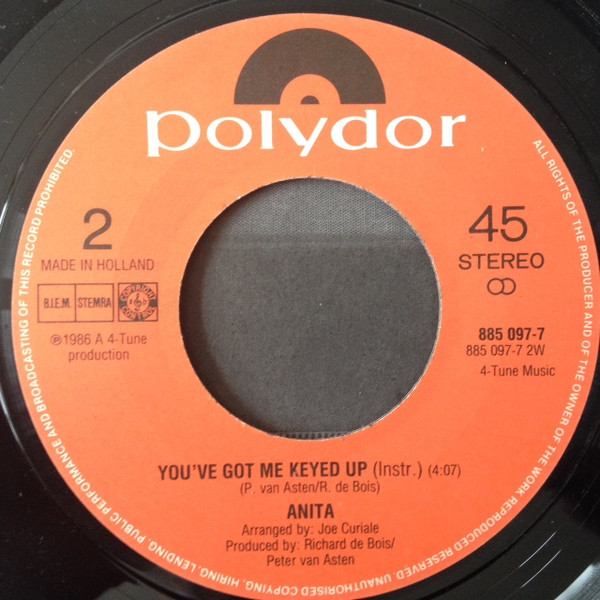 polydor
2
MADE IN HOLLAND
B.I.E.M. STEMRA
COPYRIGHT CONTROL
℗1986 A 4-Tune
production
45
STEREO
885 097-7
885 097-7 2W
4-Tune Music
YOU'VE GOT ME KEYED UP (Instr.) (4:07)
(P. van Asten/R. de Bois)
ANITA
Arranged by: Joe Curiale
Produced by: Richard de Bois/
Peter van Asten
ALL RIGHTS OF THE PRODUCER AND OF THE OWNER OF THE WORK REPRODUCED RESERVED. UNAUTHORISED COPYING, HIRING, LENDING, PUBLIC PERFORMANCE AND BROADCASTING OF THIS RECORD PROHIBITED.